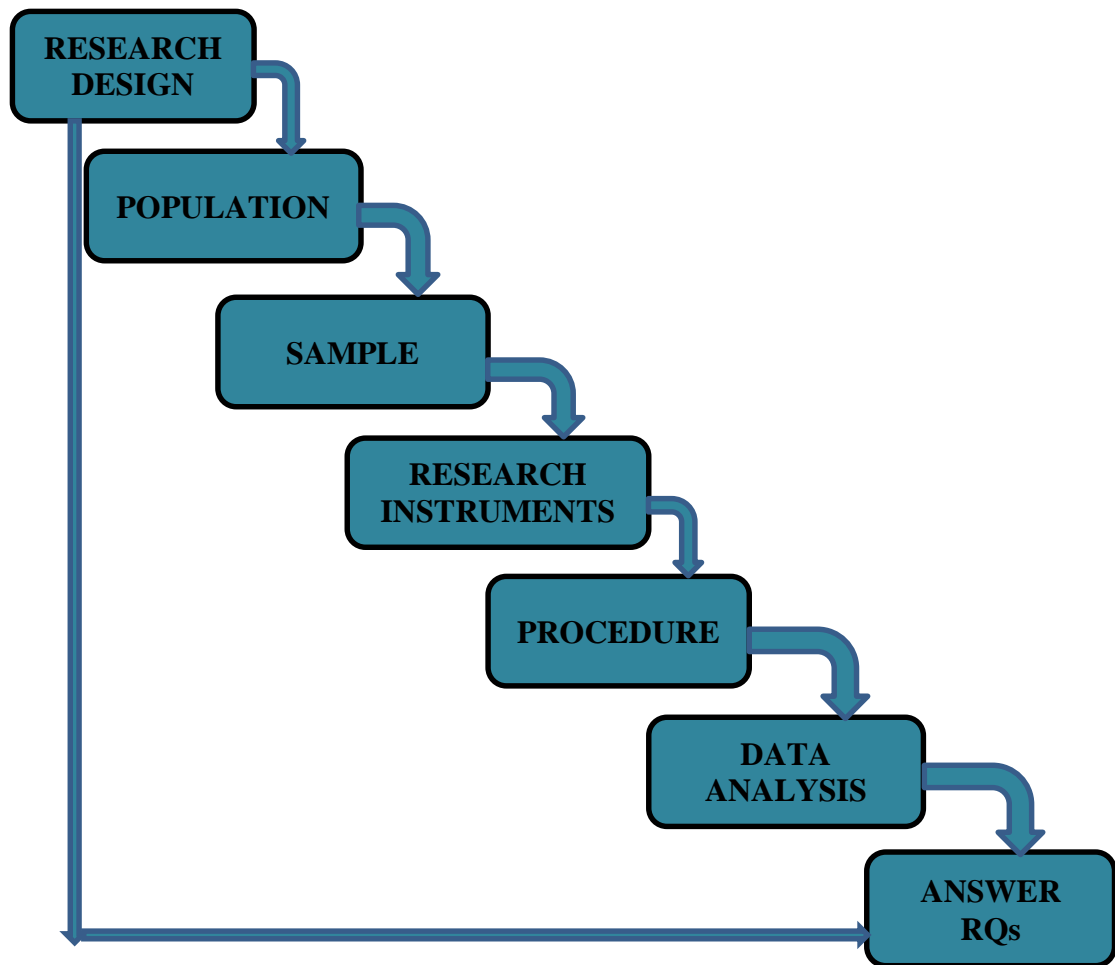 RESEARCH
DESIGN
POPULATION
SAMPLE
RESEARCH
INSTRUMENTS
PROCEDURE
DATA
ANALYSIS
ANSWER
RQs